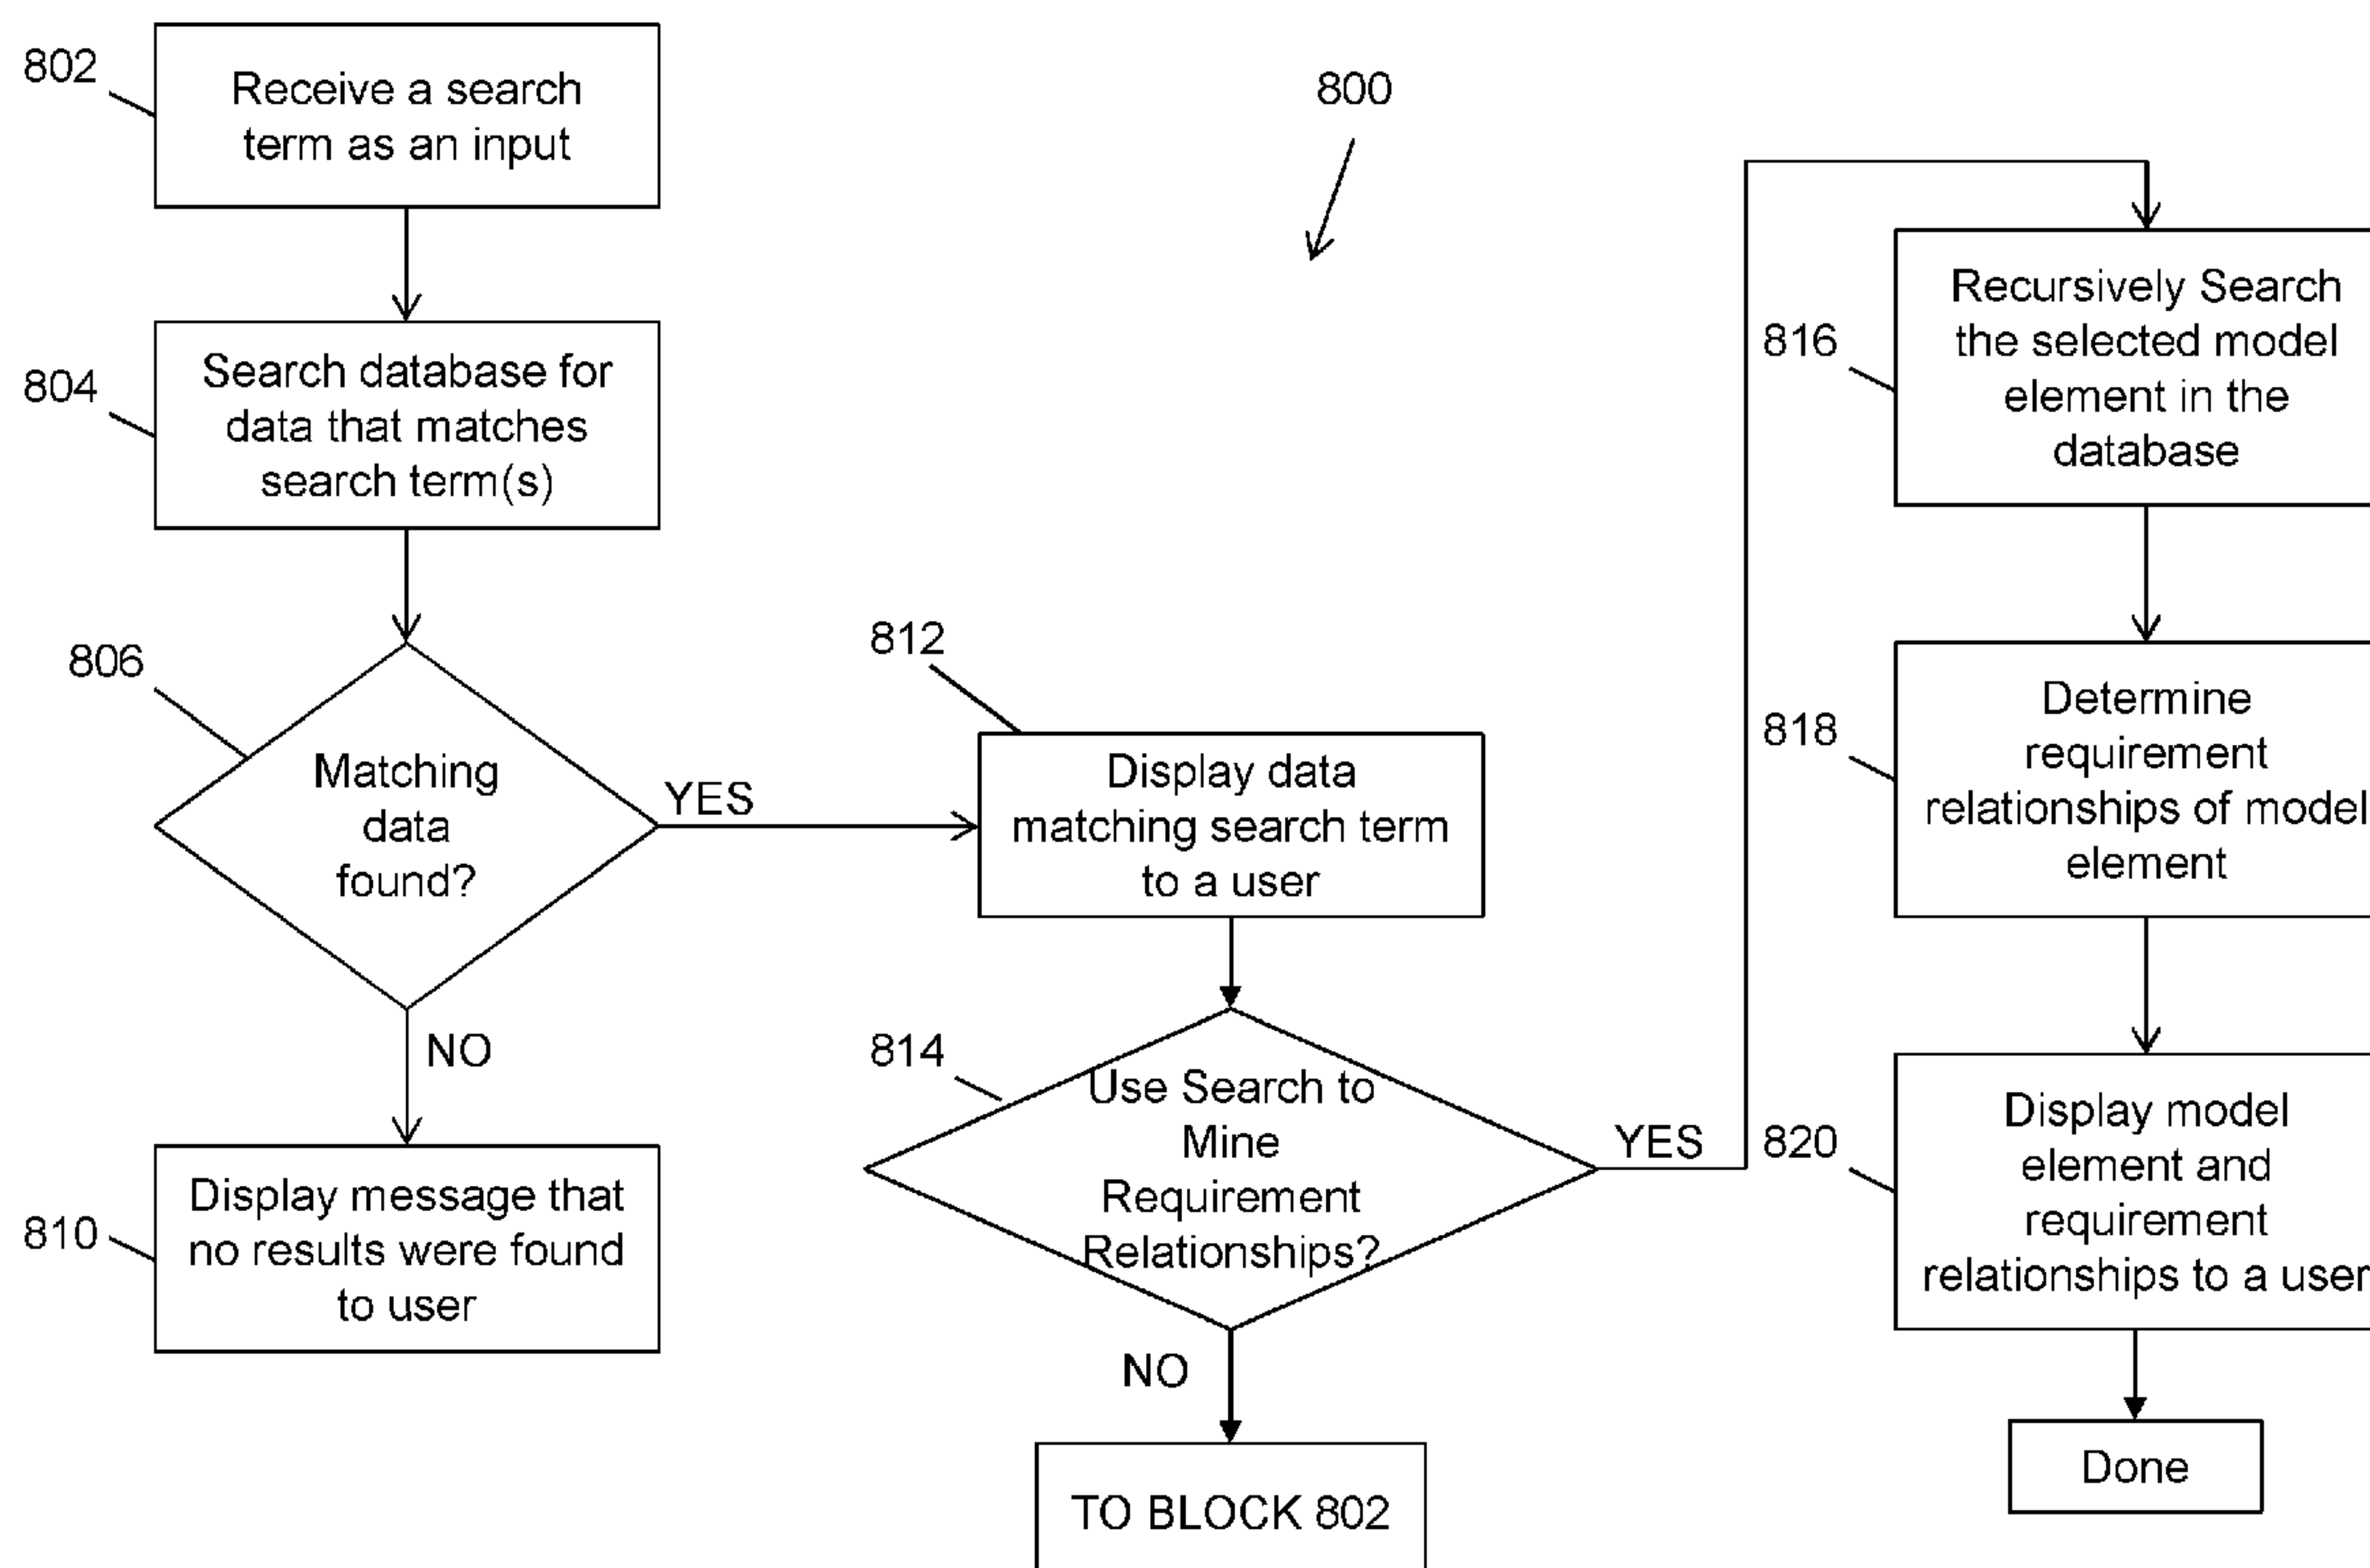 802
Receive a search
term as an input
804
Search database for
data that matches
search term(s)
806
Matching
data
found?
YES
NO
810
Display message that
no results were found
to user
800
812
Display data
matching search term
to a user
814
Use Search to
Mine
Requirement
Relationships?
YES
NO
TO BLOCK 802
816
Recursively Search
the selected model
element in the
database
818
Determine
requirement
relationships of model
element
820
Display model
element and
requirement
relationships to a user
Done